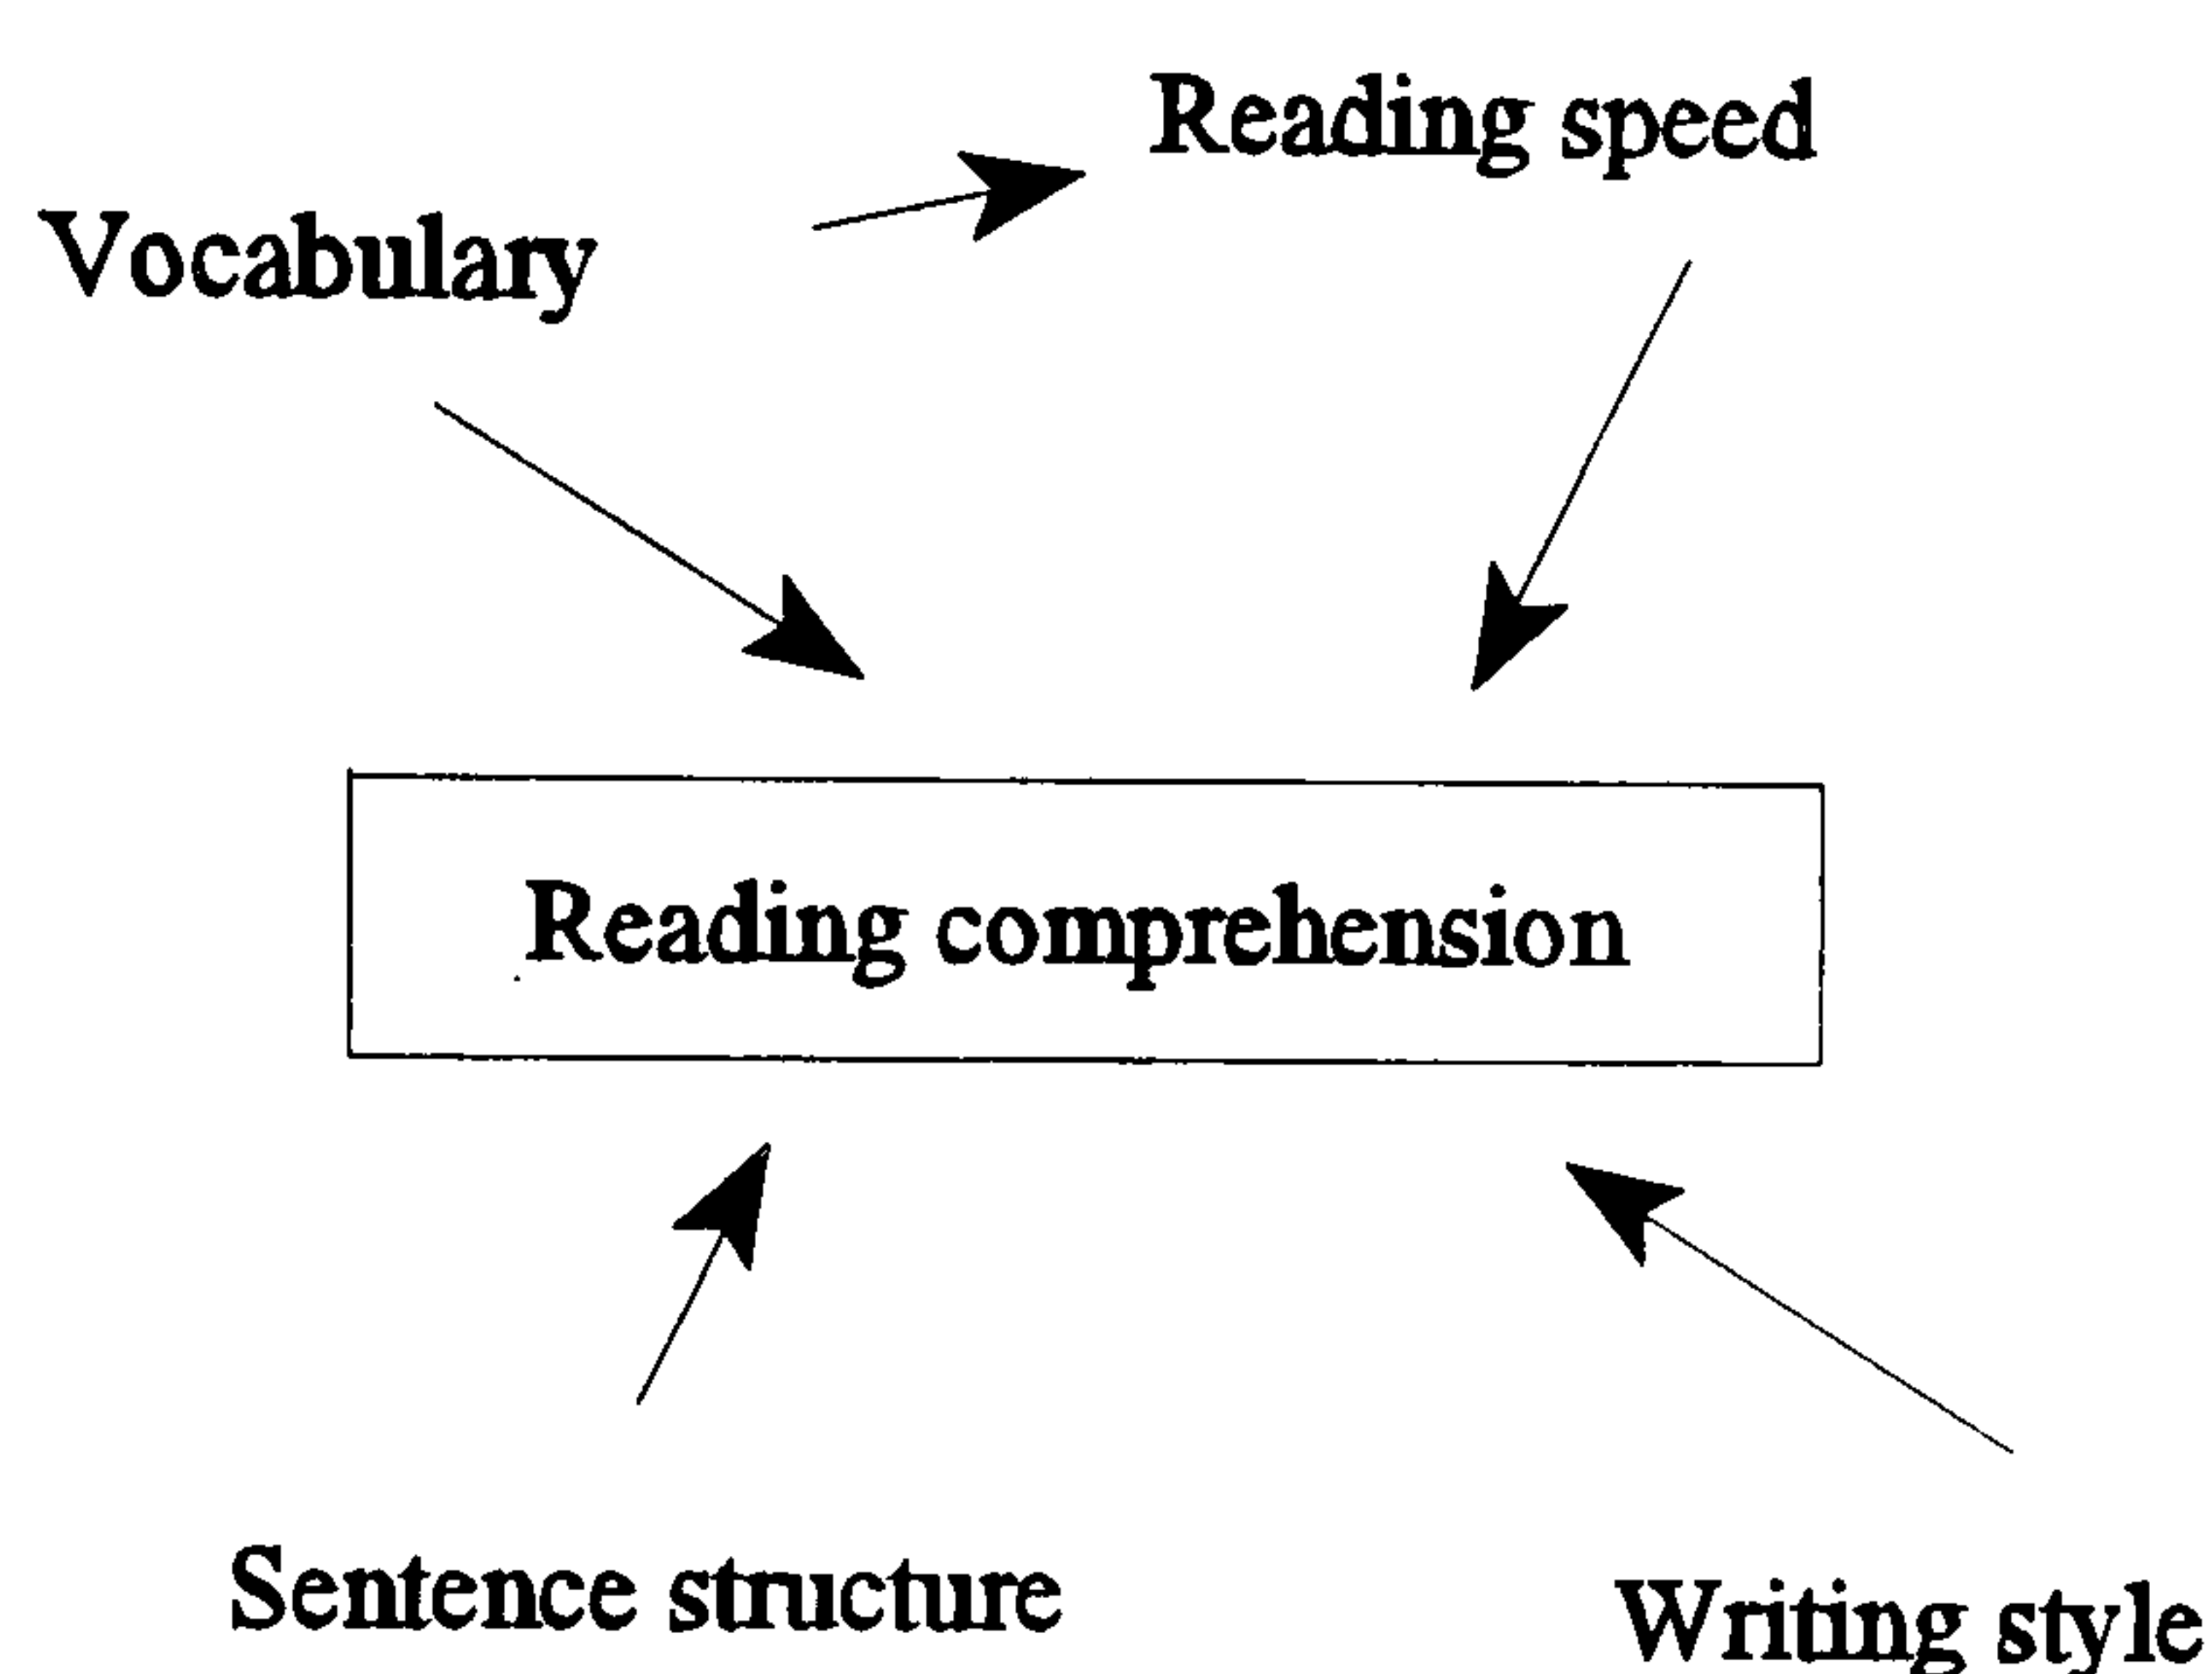 Reading speed
Vocabulary
Reading comprehension
Sentence structure
Writing style